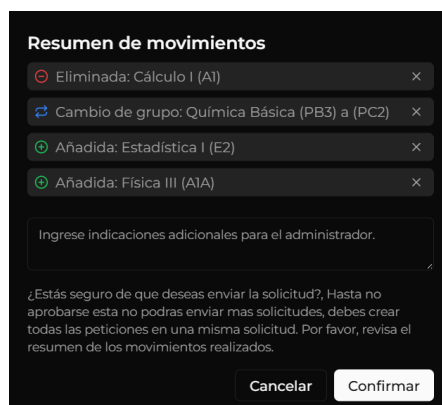 Resumen de movimientos
Eliminada: Cálculo I (A1)
Cambio de grupo: Química Básica (PB3) a (PC2)
Añadida: Estadística I (E2)
Añadida: Física III (A1A)
Ingrese indicaciones adicionales para el administrador.
¿Estás seguro de que deseas enviar la solicitud?, Hasta no
aprobarse esta no podras enviar mas solicitudes, debes crear
todas las peticiones en una misma solicitud. Por favor, revisa el
resumen de los movimientos realizados.
Cancelar Confirmar